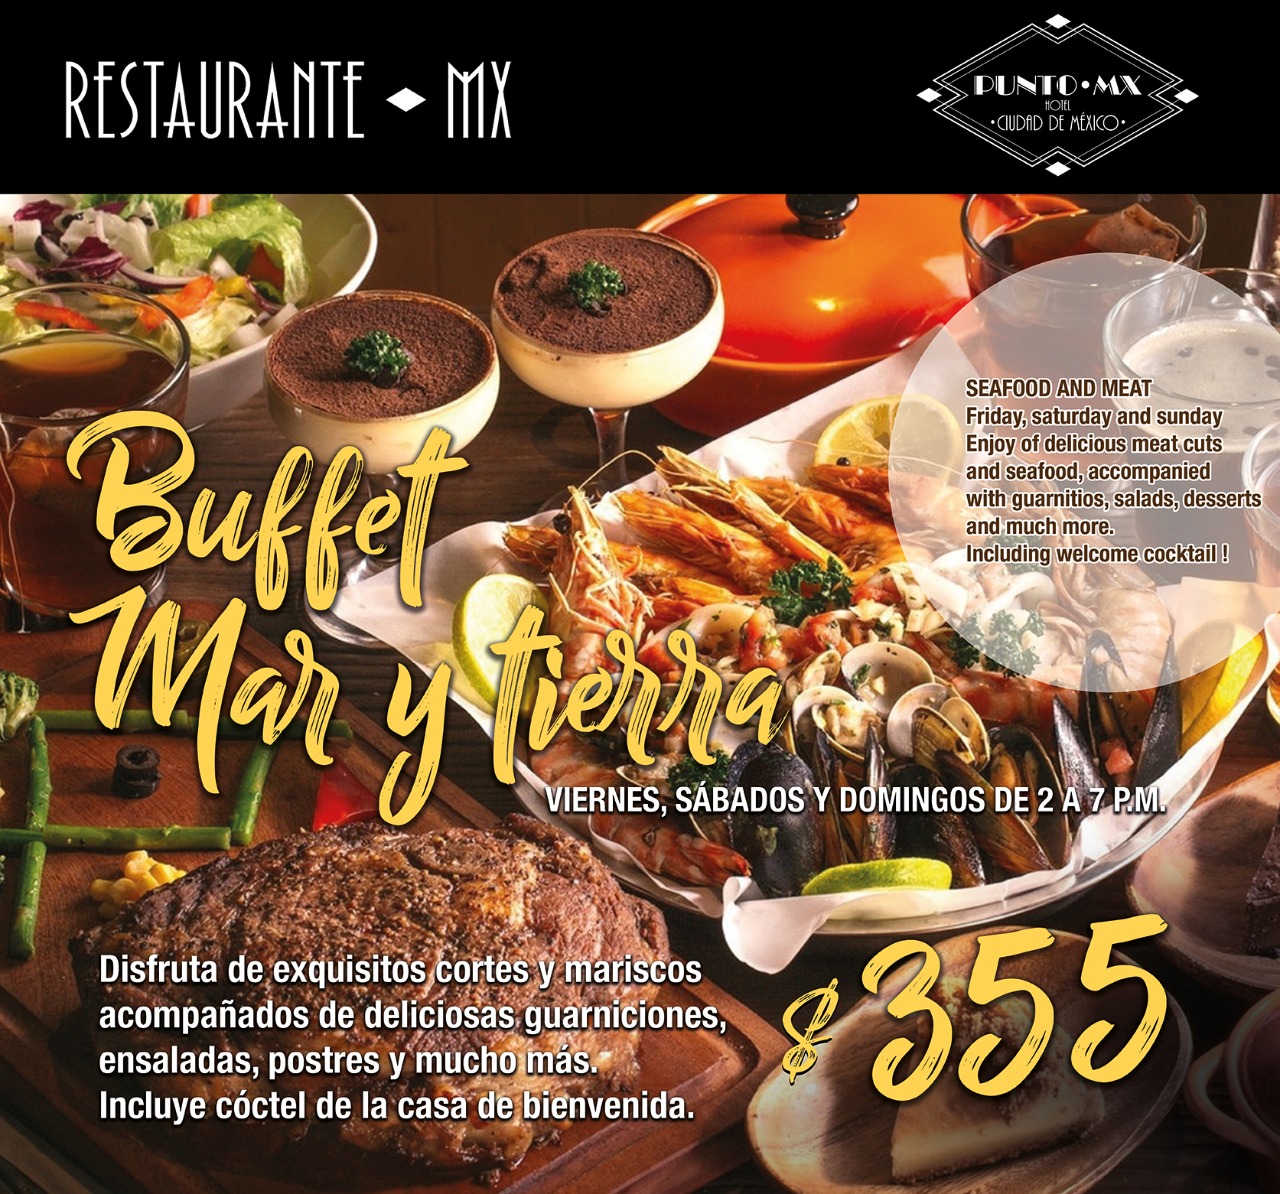 RESTAURANTE ◆ MX
PUNTO•MX
HOTEL
•CIUDAD DE MÉXICO•
SEAFOOD AND MEAT
Friday, saturday and sunday
Enjoy of delicious meat cuts
and seafood, accompanied
with guarnitios, salads, desserts
and much more.
Including welcome cocktail !
Buffet
Mar y tierra
VIERNES, SÁBADOS Y DOMINGOS DE 2 A 7 P.M.
Disfruta de exquisitos cortes y mariscos
acompañados de deliciosas guarniciones,
ensaladas, postres y mucho más.
Incluye cóctel de la casa de bienvenida.
$ 355